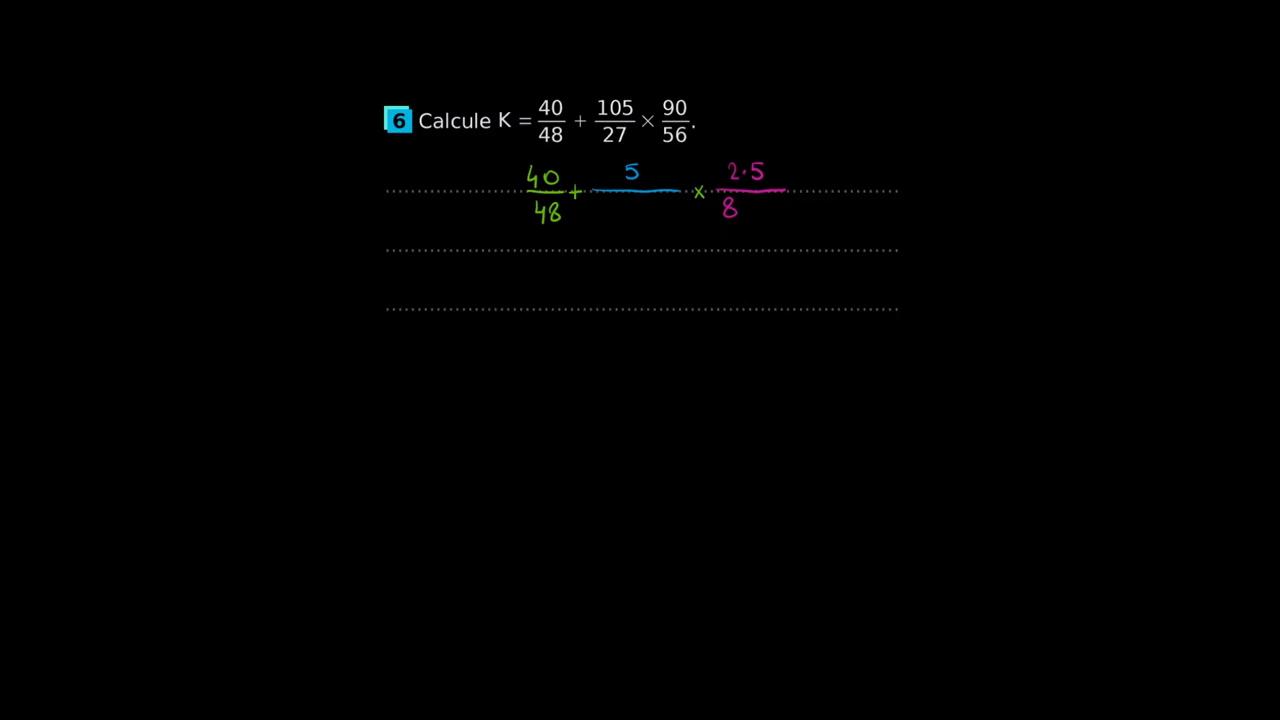 6 Calcule K = 40/48 + 105/27 × 90/56.
40/48 + 5/ × 2·5/8